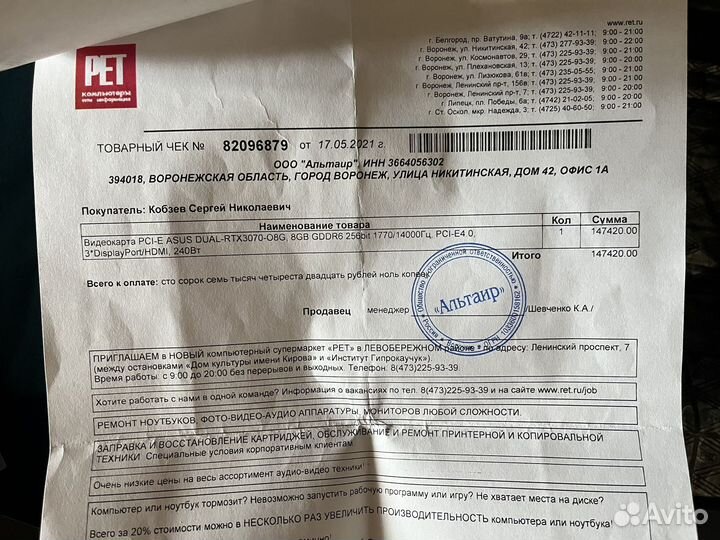 www.ret.ru
г. Белгород, пр. Ватутина, 9а; т. (4722) 42-11-11; 9:00 - 21:00
г. Воронеж, ул. Никитинская, 42; т. (473) 277-93-39; 9:00 - 20:00
г. Воронеж, ул. Космонавтов, 29; т. (473) 225-93-39; 9:00 - 22:00
г. Воронеж, ул. Плехановская, 13; т. (473) 225-93-39; 9:00 - 20:00
г. Воронеж, ул. Лизюкова, 61в; т. (473) 235-05-55; 9:00 - 21:00
г. Воронеж, Ленинский пр-т, 156в; т. (473) 225-93-39; 9:00 - 21:00
г. Воронеж, Ленинский пр-т, 7; т. (473) 225-93-39; 9:00 - 20:00
г. Липецк, пл. Победы, 6а; т. (4742) 21-02-05; 9:00 - 20:00
г. Ст. Оскол, мкр. Надежда, 3; т. (4725) 40-60-50; 9:00 - 21:00
РЕТ
компьютеры
ТОВАРНЫЙ ЧЕК № 82096879 от 17.05.2021 г.
ООО "Альтаир", ИНН 3664056302
394018, ВОРОНЕЖСКАЯ ОБЛАСТЬ, ГОРОД ВОРОНЕЖ, УЛИЦА НИКИТИНСКАЯ, ДОМ 42, ОФИС 1А
Покупатель: Кобзев Сергей Николаевич
Наименование товара Кол Сумма
Видеокарта PCI-E ASUS DUAL-RTX3070-O8G, 8GB GDDR6 256bit 1770/14000Гц, PCI-E4.0, 1 147420.00
3*DisplayPort/HDMI, 240Вт
Итого 147420.00
Всего к оплате: сто сорок семь тысяч четыреста двадцать рублей ноль копеек
Продавец менеджер /Шевченко К.А./
Общество с ограниченной ответственностью
"Альтаир"
ПРИГЛАШАЕМ в НОВЫЙ компьютерный супермаркет «РЕТ» в ЛЕВОБЕРЕЖНОМ районе по адресу: Ленинский проспект, 7
(между остановками «Дом культуры имени Кирова» и «Институт Гипрокаучук»).
Время работы: с 9:00 до 20:00 без перерывов и выходных. Телефон: 8(473)225-93-39.
Хотите работать с нами в одной команде? Информация о вакансиях по тел. 8(473)225-93-39 и на сайте www.ret.ru/job
РЕМОНТ НОУТБУКОВ, ФОТО-ВИДЕО-АУДИО АППАРАТУРЫ, МОНИТОРОВ ЛЮБОЙ СЛОЖНОСТИ.
ЗАПРАВКА И ВОССТАНОВЛЕНИЕ КАРТРИДЖЕЙ, ОБСЛУЖИВАНИЕ И РЕМОНТ ПРИНТЕРНОЙ И КОПИРОВАЛЬНОЙ
ТЕХНИКИ Специальные условия корпоративным клиентам
Очень низкие цены на весь ассортимент аудио-видео техники!
Компьютер или ноутбук тормозит? Невозможно запустить рабочую программу или игру? Не хватает места на диске?
Всего за 20% стоимости можно в НЕСКОЛЬКО РАЗ УВЕЛИЧИТЬ ПРОИЗВОДИТЕЛЬНОСТЬ компьютера или ноутбука!
Avito